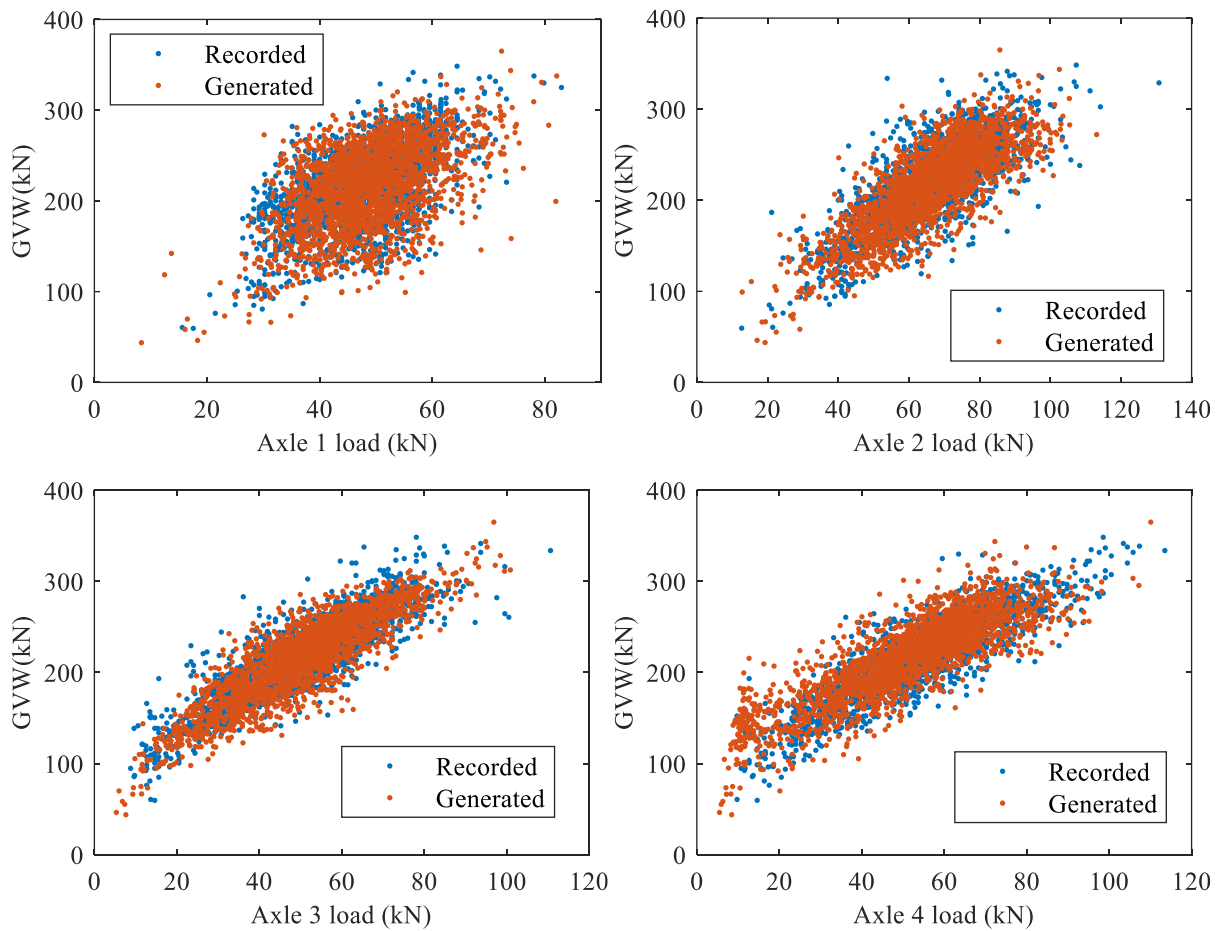 400
300
200
100
0
GVW(kN)
Recorded
Generated
0 20 40 60 80
Axle 1 load (kN)
400
300
200
100
0
GVW(kN)
Recorded
Generated
0 20 40 60 80 100 120 140
Axle 2 load (kN)
400
300
200
100
0
GVW(kN)
Recorded
Generated
0 20 40 60 80 100 120
Axle 3 load (kN)
400
300
200
100
0
GVW(kN)
Recorded
Generated
0 20 40 60 80 100 120
Axle 4 load (kN)